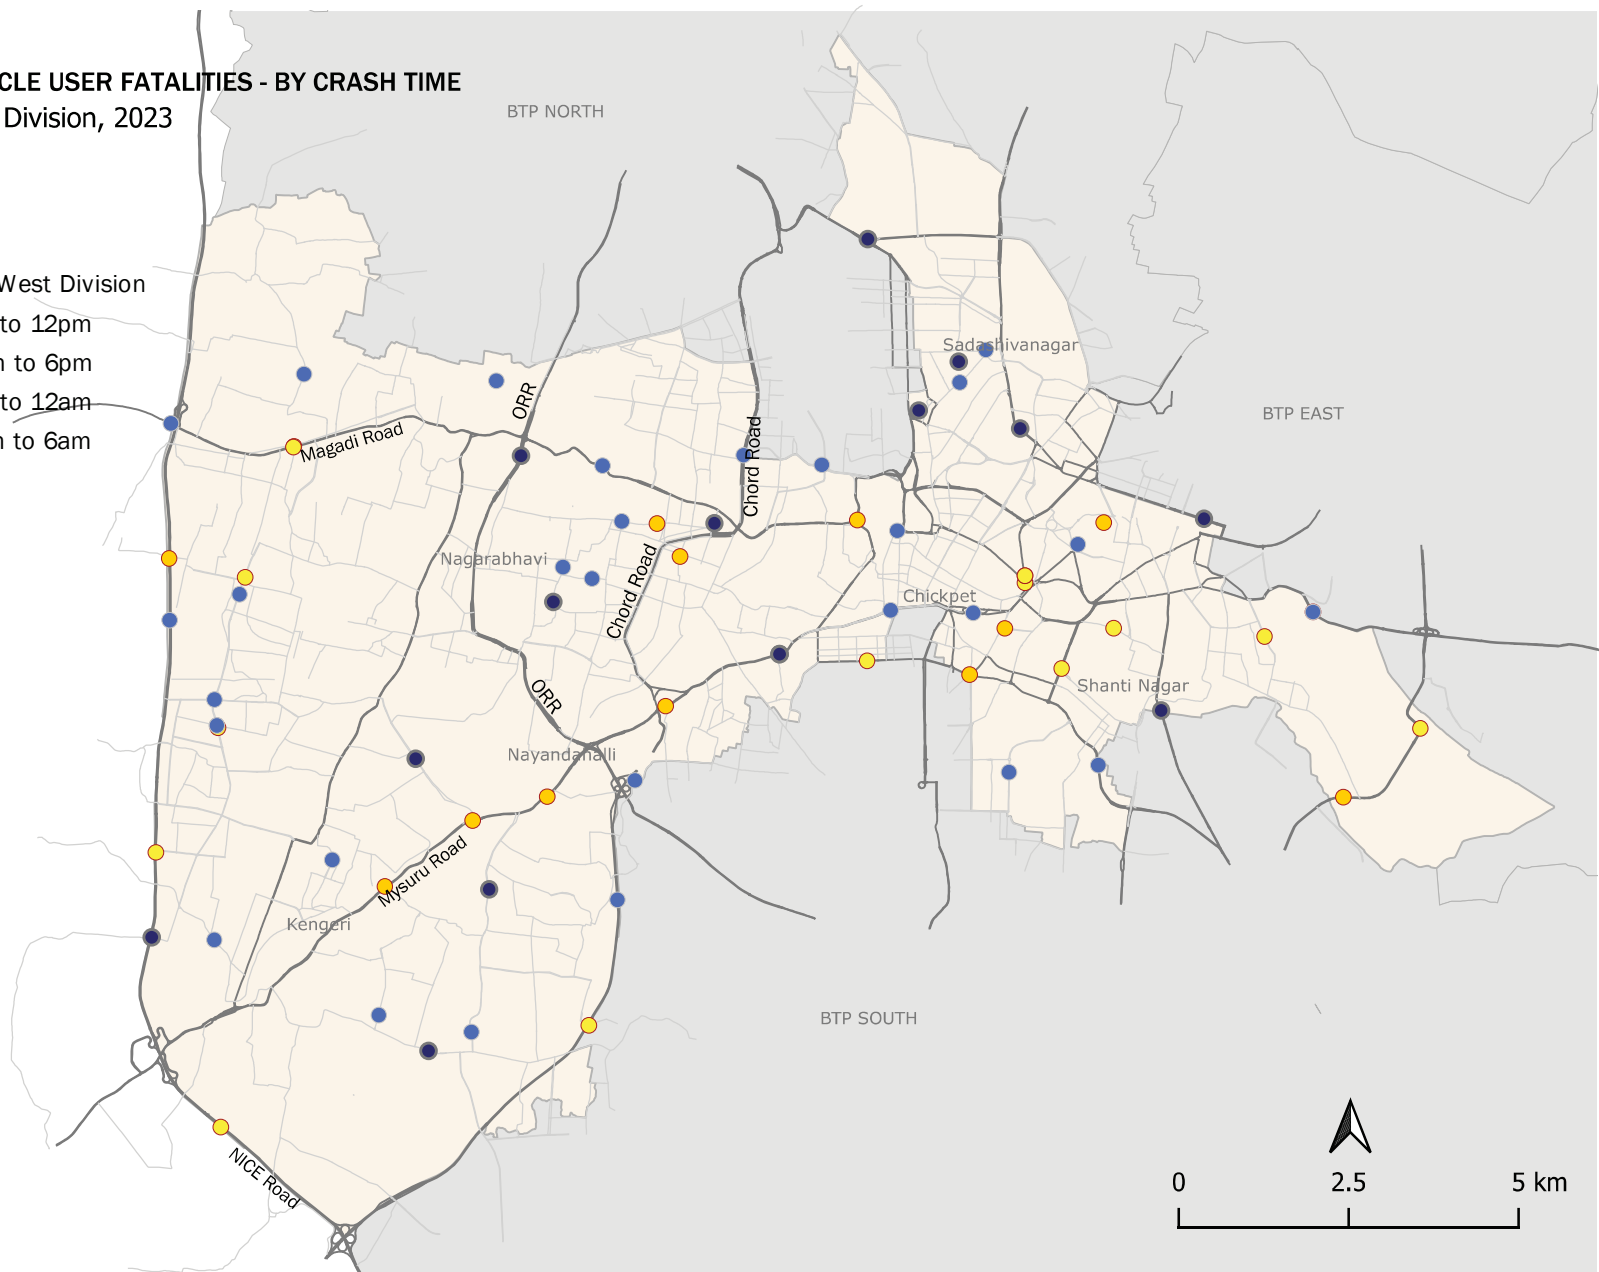 CLE USER FATALITIES - BY CRASH TIME
Division, 2023
West Division
to 12pm
to 6pm
to 12am
to 6am
BTP NORTH
BTP EAST
BTP SOUTH
Sadashivanagar
ORR
Magadi Road
Chord Road
Nagarabhavi
Chord Road
Chickpet
ORR
Shanti Nagar
Nayandahalli
Mysuru Road
Kengeri
NICE Road
0 2.5 5 km